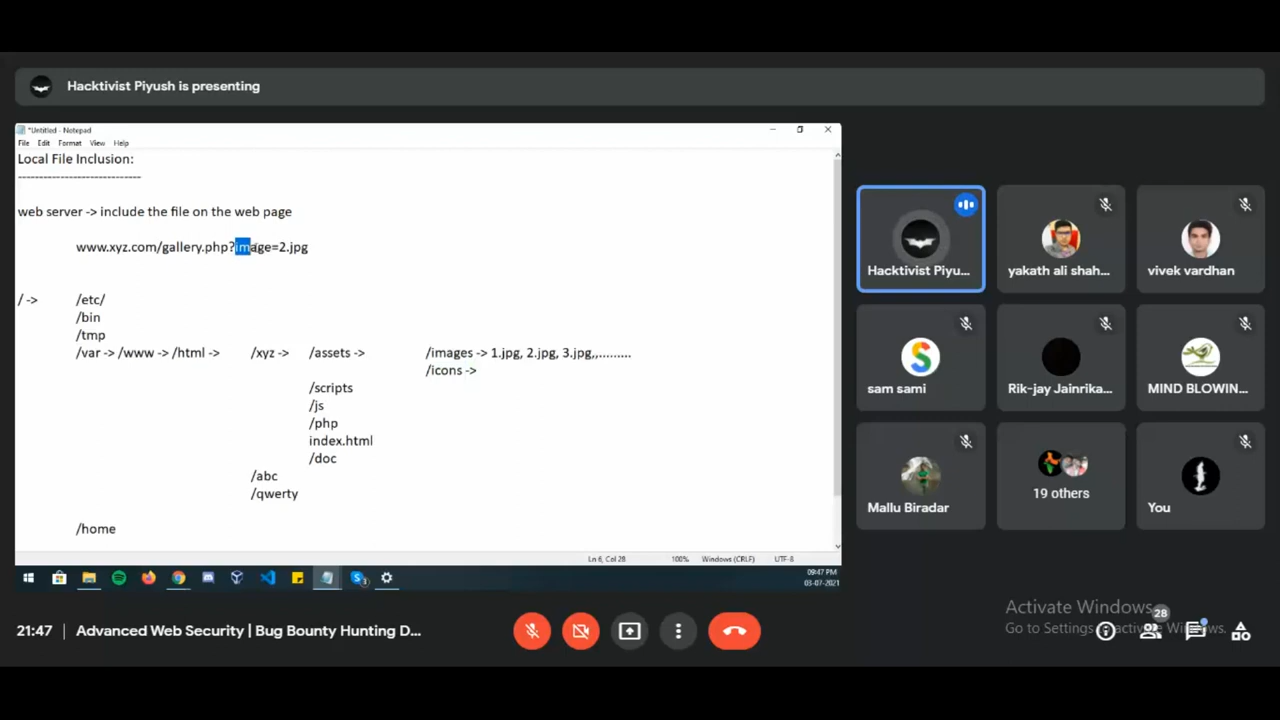 Hacktivist Piyush is presenting
*Untitled - Notepad
File Edit Format View Help
Local File Inclusion:
----------------------------
web server -> include the file on the web page
www.xyz.com/gallery.php?image=2.jpg
/ -> /etc/
/bin
/tmp
/var -> /www -> /html -> /xyz -> /assets -> /images -> 1.jpg, 2.jpg, 3.jpg,,.........
/icons ->
/scripts
/js
/php
index.html
/doc
/abc
/qwerty
/home
Ln 6, Col 28 100% Windows (CRLF) UTF-8
09:47 PM
03-07-2021
Hacktivist Piyu...
yakath ali shah...
vivek vardhan
sam sami
Rik-jay Jainrika...
MIND BLOWIN...
Mallu Biradar
19 others
You
21:47 | Advanced Web Security | Bug Bounty Hunting D...
28
Activate Windows
Go to Settings to activate Windows.